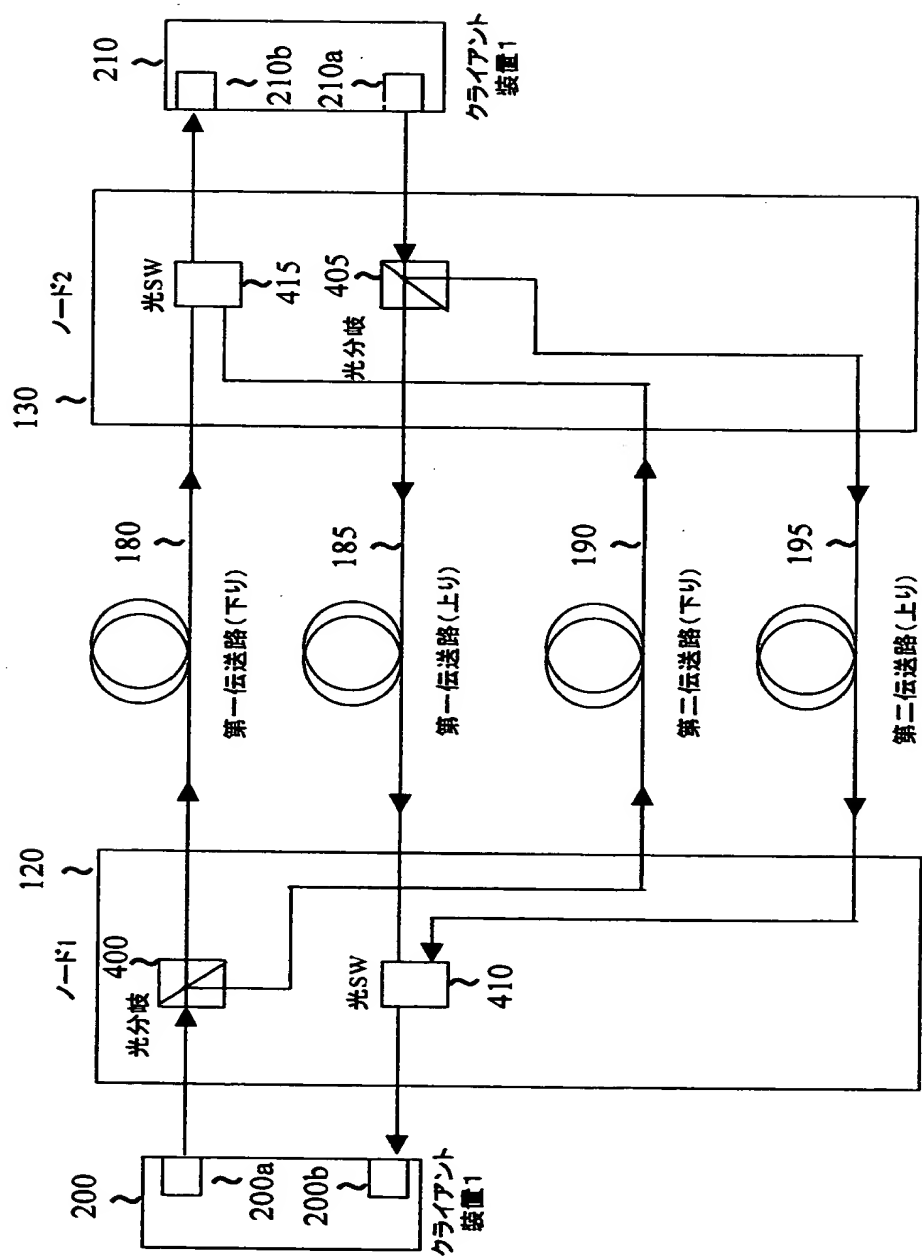 210
210b
210a
クライアント
装置1
130
ノード2
光SW
415
405
光分岐
180
第一伝送路(下り)
185
第一伝送路(上り)
190
第二伝送路(下り)
195
第二伝送路(上り)
120
ノード1
400
光分岐
光SW
410
200
200a
200b
クライアント
装置1